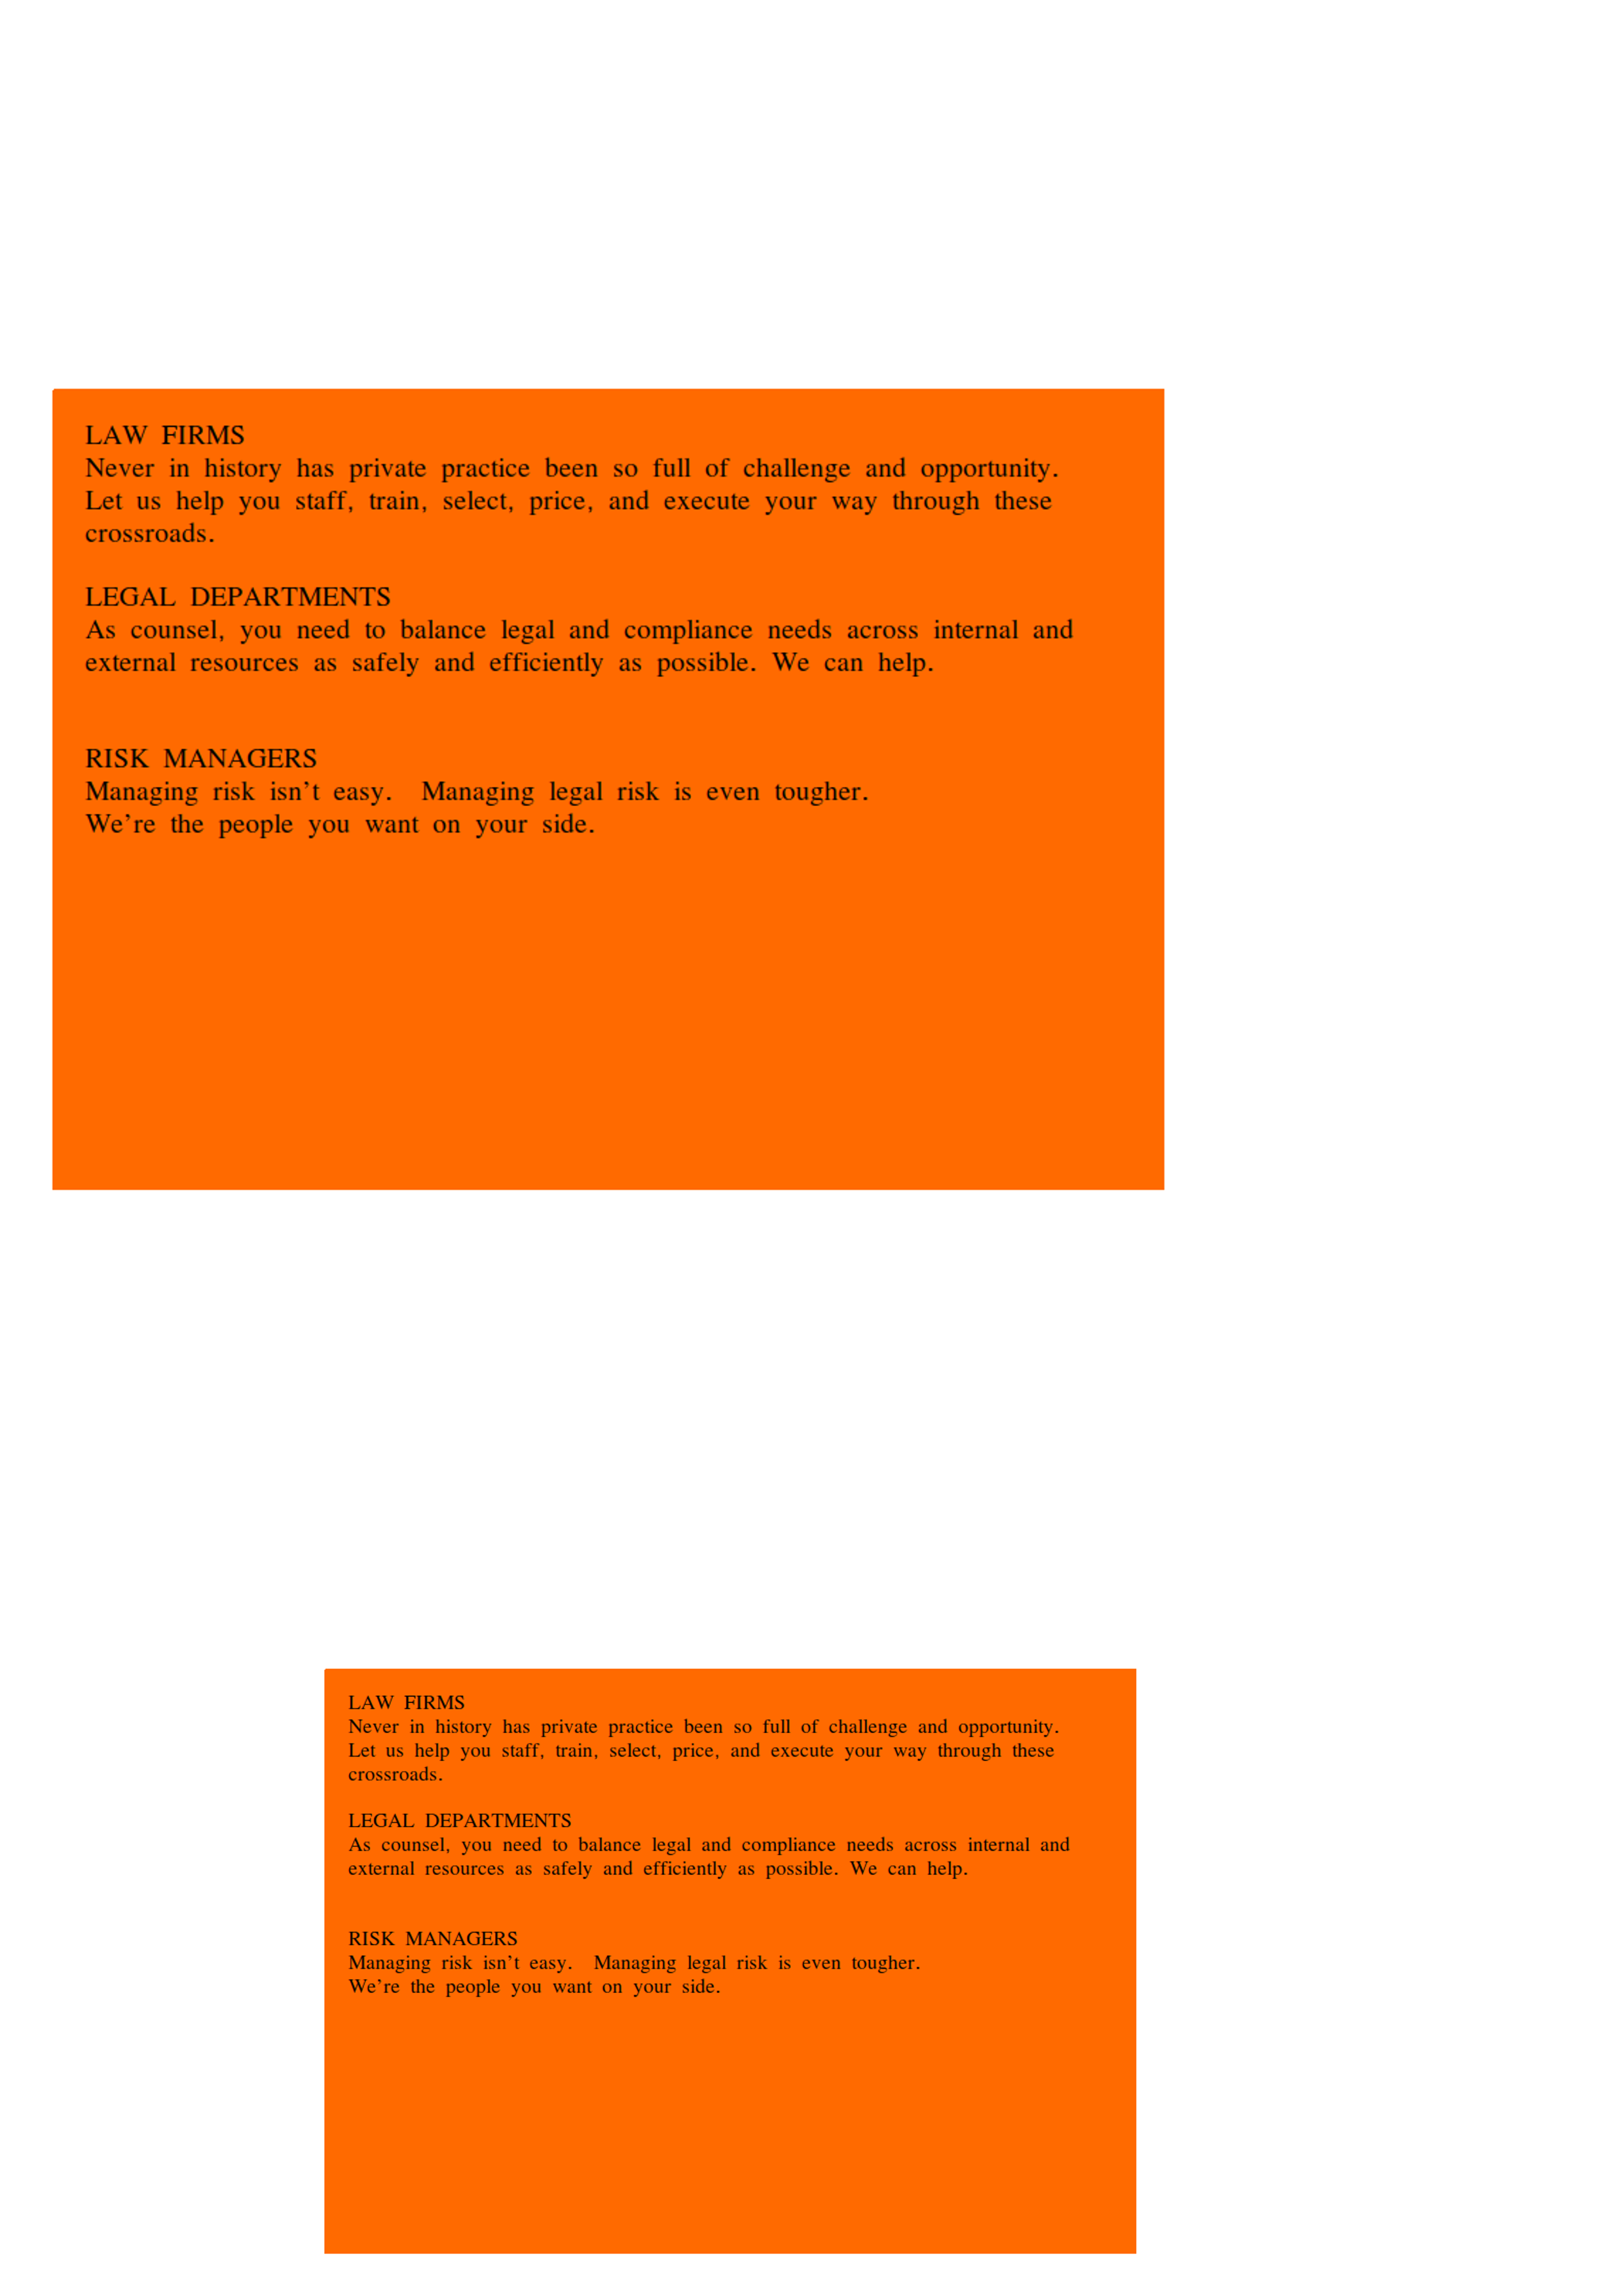 LAW FIRMS
Never in history has private practice been so full of challenge and opportunity.
Let us help you staff, train, select, price, and execute your way through these
crossroads.
LEGAL DEPARTMENTS
As counsel, you need to balance legal and compliance needs across internal and
external resources as safely and efficiently as possible. We can help.
RISK MANAGERS
Managing risk isn't easy.  Managing legal risk is even tougher.
We're the people you want on your side.
LAW FIRMS
Never in history has private practice been so full of challenge and opportunity.
Let us help you staff, train, select, price, and execute your way through these
crossroads.
LEGAL DEPARTMENTS
As counsel, you need to balance legal and compliance needs across internal and
external resources as safely and efficiently as possible. We can help.
RISK MANAGERS
Managing risk isn't easy.  Managing legal risk is even tougher.
We're the people you want on your side.